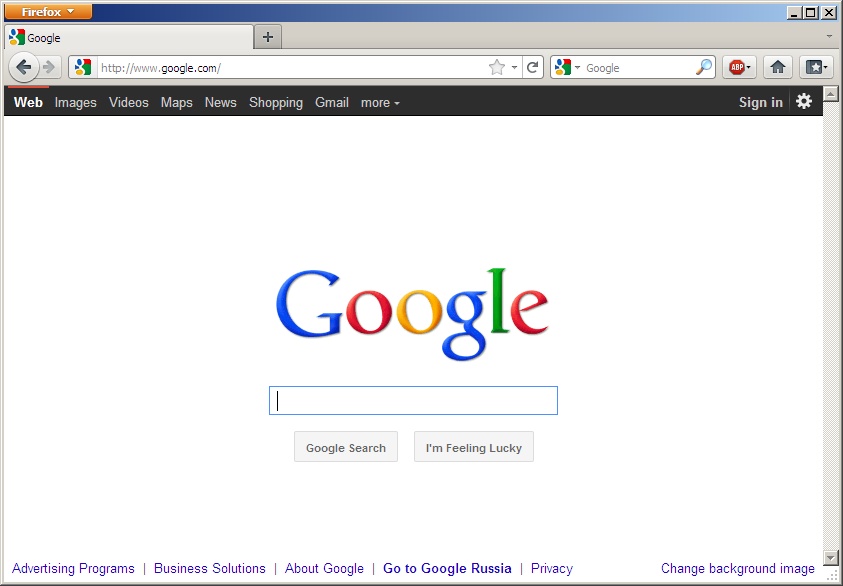 Firefox
Google
http://www.google.com/
Google
ABP
Web Images Videos Maps News Shopping Gmail more
Sign in
Google
Google Search
I'm Feeling Lucky
Advertising Programs | Business Solutions | About Google | Go to Google Russia | Privacy
Change background image